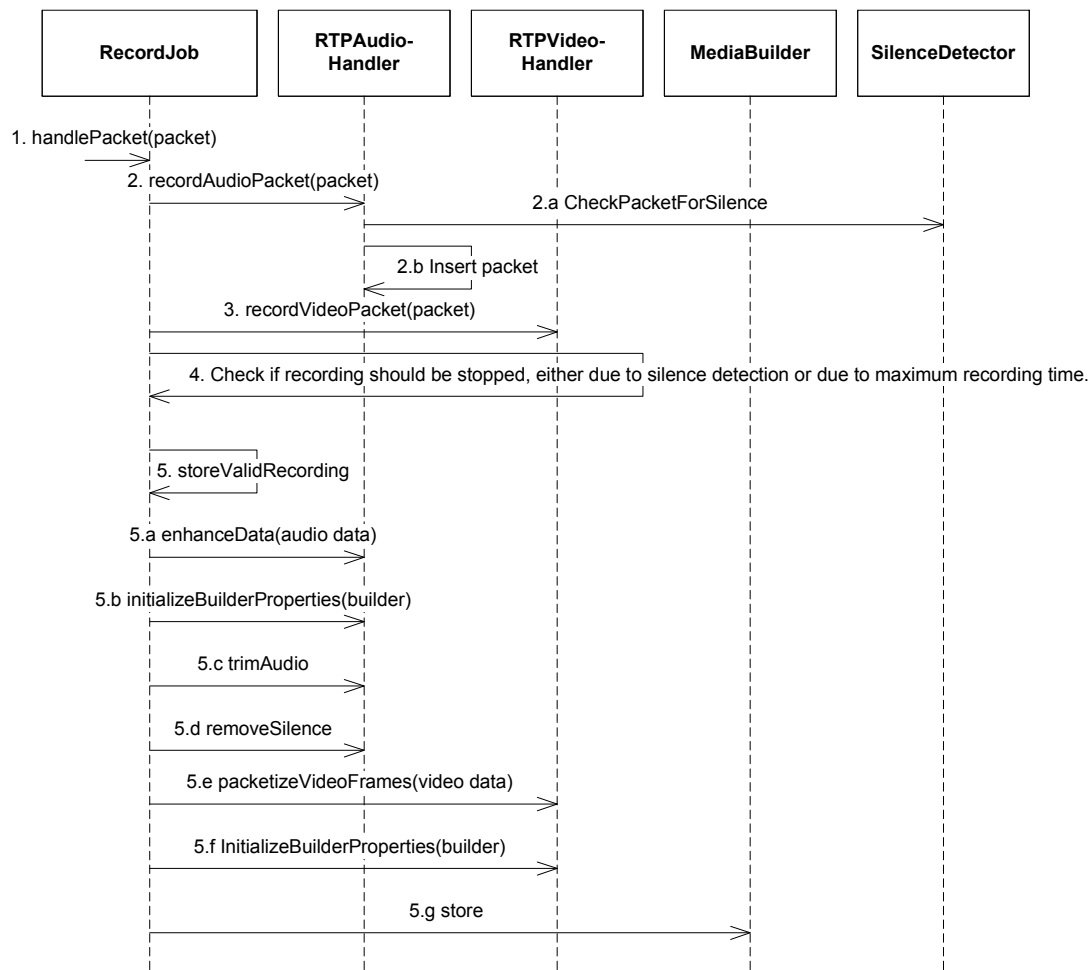 RecordJob
RTPAudio-
Handler
RTPVideo-
Handler
MediaBuilder
SilenceDetector
1. handlePacket(packet)
2. recordAudioPacket(packet)
2.a CheckPacketForSilence
2.b Insert packet
3. recordVideoPacket(packet)
4. Check if recording should be stopped, either due to silence detection or due to maximum recording time.
5. storeValidRecording
5.a enhanceData(audio data)
5.b initializeBuilderProperties(builder)
5.c trimAudio
5.d removeSilence
5.e packetizeVideoFrames(video data)
5.f InitializeBuilderProperties(builder)
5.g store